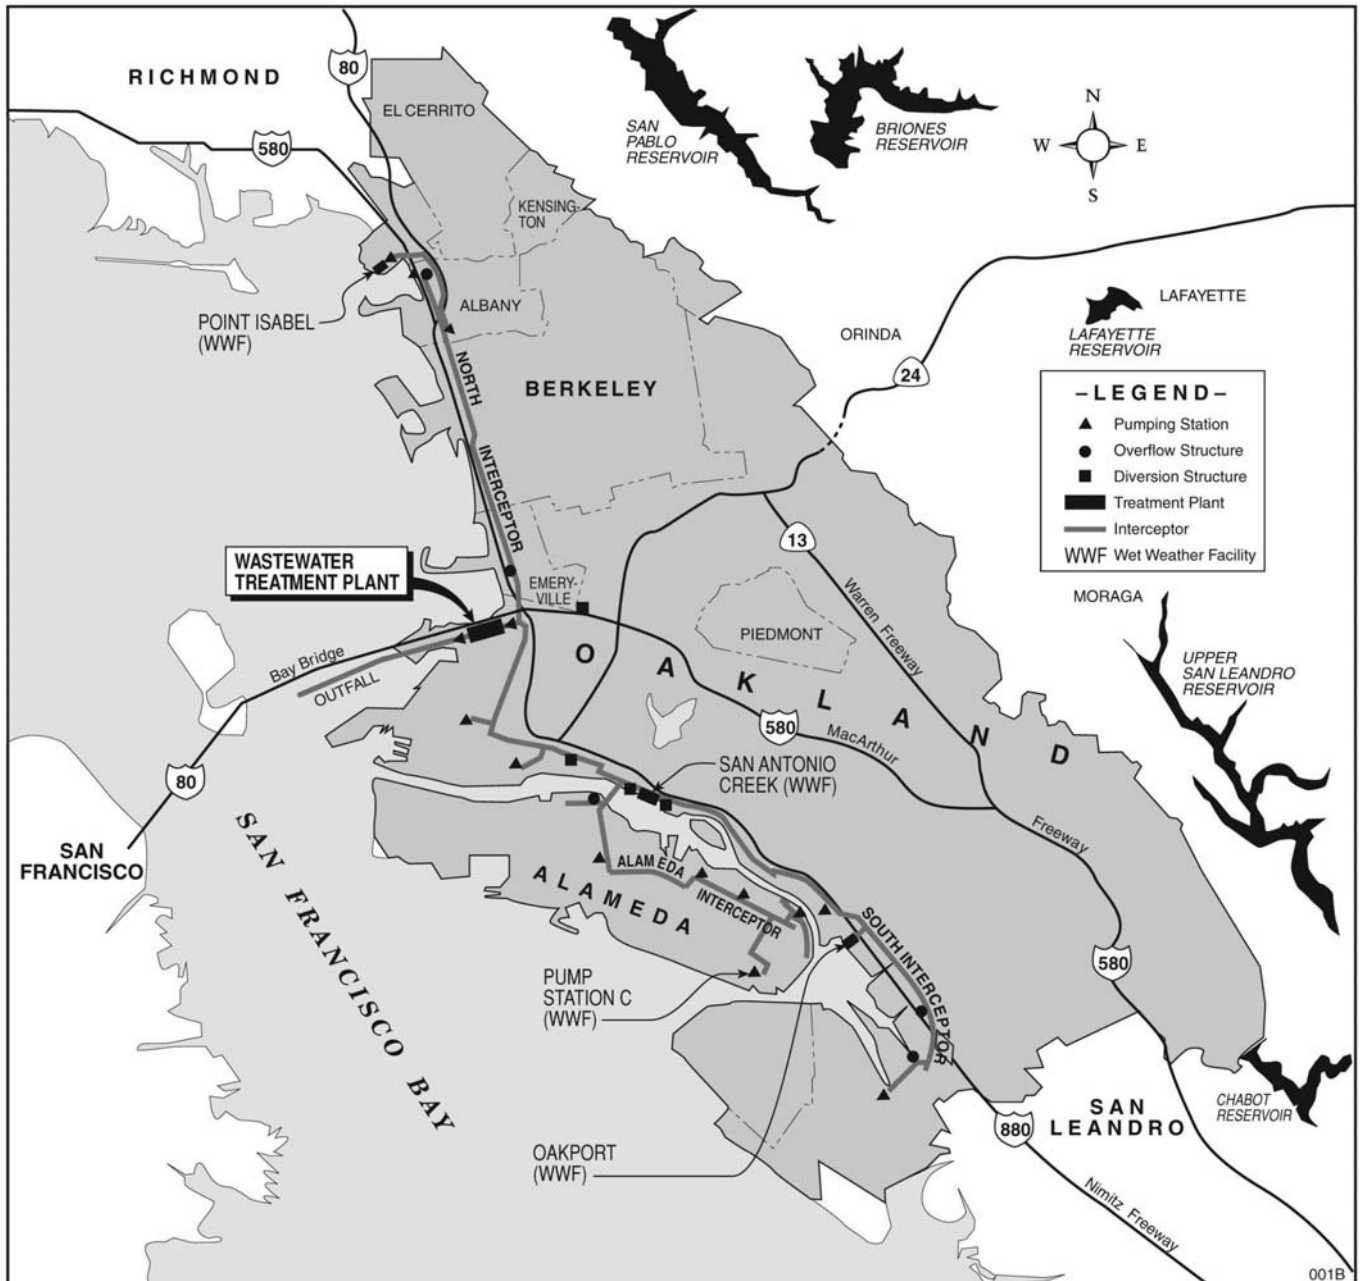 RICHMOND
80
EL CERRITO
580
SAN
PABLO
RESERVOIR
BRIONES
RESERVOIR
N
W
E
S
KENSING-
TON
POINT ISABEL
(WWF)
ALBANY
NORTH
INTERCEPTOR
BERKELEY
ORINDA
24
LAFAYETTE
LAFAYETTE
RESERVOIR
–LEGEND–
Pumping Station
Overflow Structure
Diversion Structure
Treatment Plant
Interceptor
WWF Wet Weather Facility
WASTEWATER
TREATMENT PLANT
EMERY-
VILLE
13
Warren Freeway
PIEDMONT
MORAGA
UPPER
SAN LEANDRO
RESERVOIR
Bay Bridge
OUTFALL
OAKLAND
580
MacArthur
Freeway
80
SAN
FRANCISCO
SAN ANTONIO
CREEK (WWF)
SAN FRANCISCO BAY
ALAMEDA
ALAMEDA
INTERCEPTOR
SOUTH INTERCEPTOR
580
PUMP
STATION C
(WWF)
OAKPORT
(WWF)
SAN
LEANDRO
880
CHABOT
RESERVOIR
Nimitz Freeway
001B